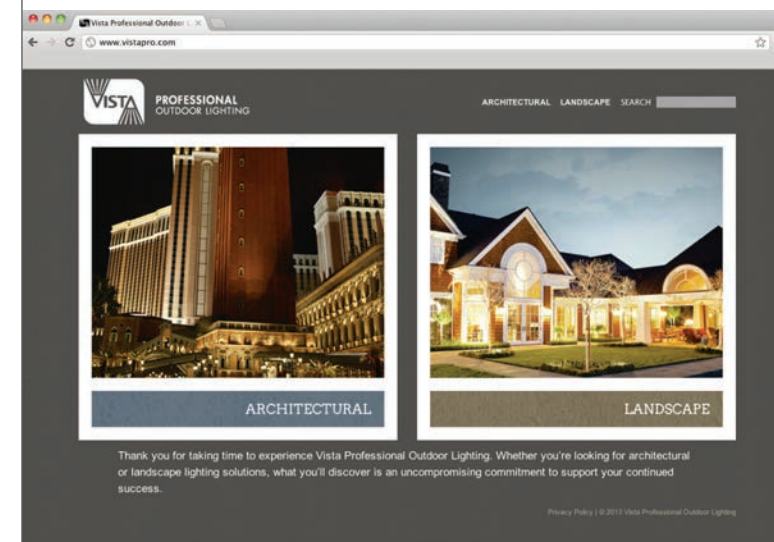 Vista Professional Outdoor L
www.vistapro.com
VISTA
PROFESSIONAL
OUTDOOR LIGHTING
ARCHITECTURAL LANDSCAPE SEARCH
ARCHITECTURAL
LANDSCAPE
Thank you for taking time to experience Vista Professional Outdoor Lighting. Whether you're looking for architectural
or landscape lighting solutions, what you'll discover is an uncompromising commitment to support your continued
success.
Privacy Policy | © 2013 Vista Professional Outdoor Lighting